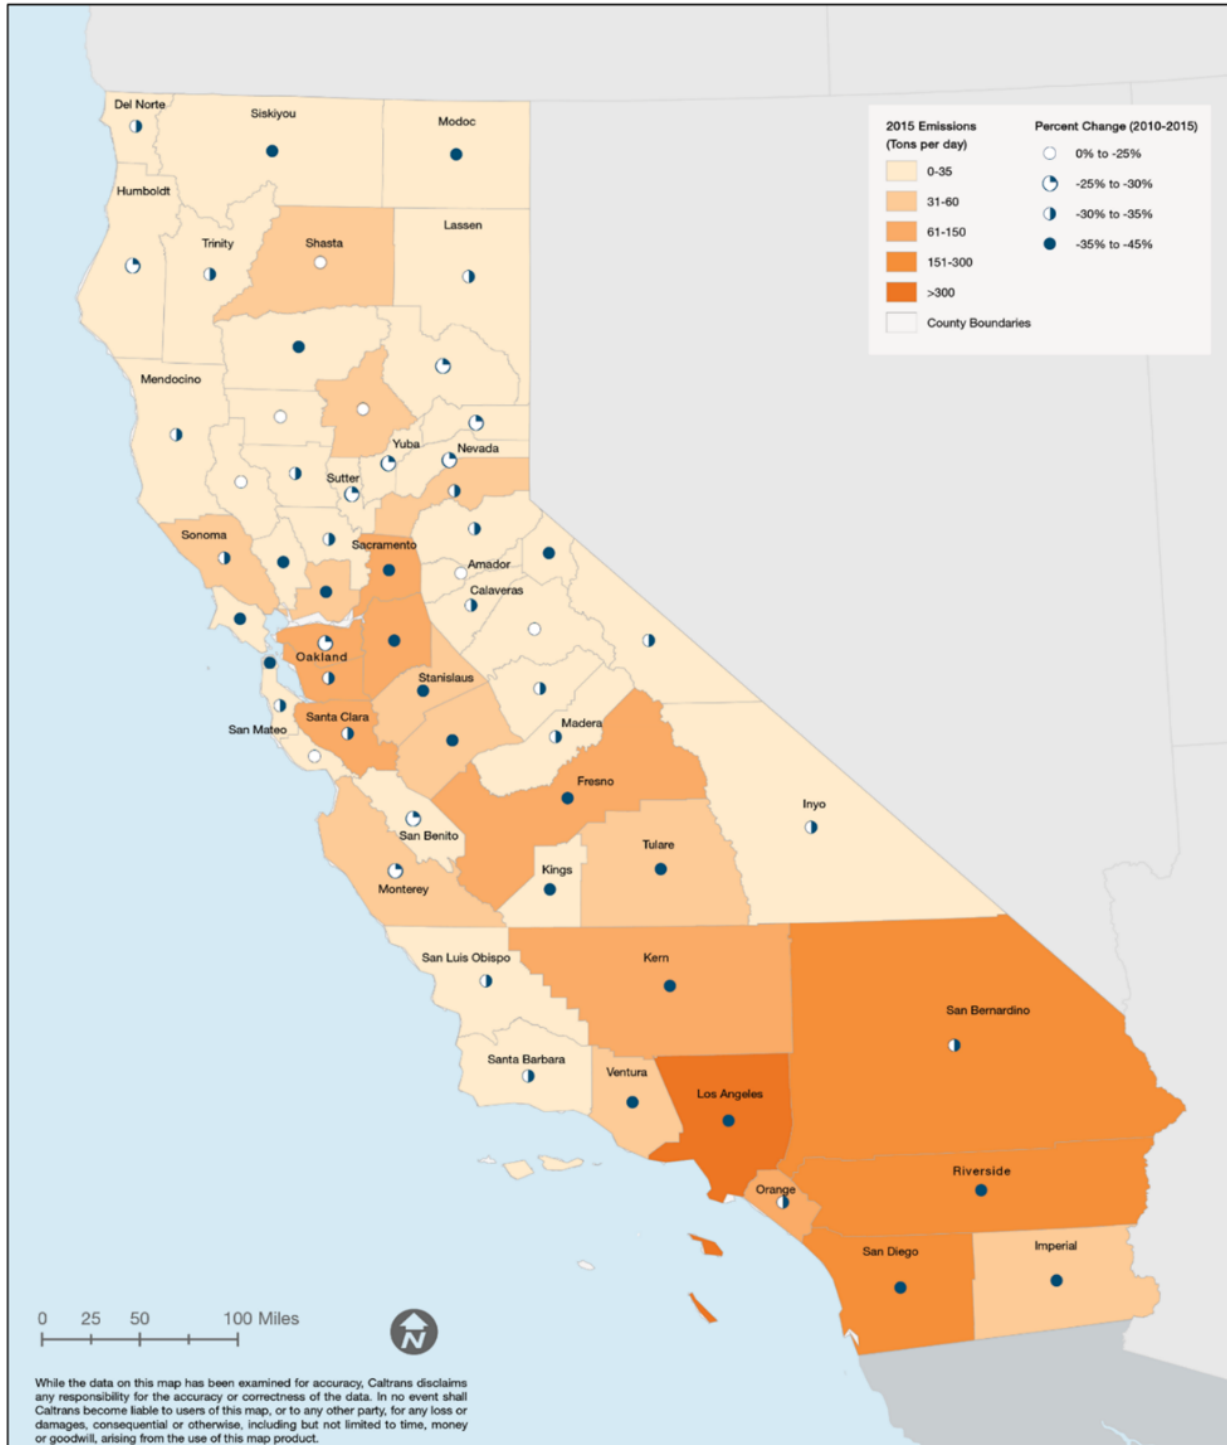 Del Norte
Siskiyou
Modoc
2015 Emissions
(Tons per day)
0-35
31-60
61-150
151-300
>300
County Boundaries
Percent Change (2010-2015)
0% to -25%
-25% to -30%
-30% to -35%
-35% to -45%
Humboldt
Trinity
Shasta
Lassen
Mendocino
Yuba
Nevada
Sutter
Sonoma
Sacramento
Amador
Calaveras
Oakland
Stanislaus
Santa Clara
San Mateo
Madera
Fresno
Inyo
San Benito
Tulare
Kings
Monterey
San Luis Obispo
Kern
San Bernardino
Santa Barbara
Ventura
Los Angeles
Riverside
Orange
San Diego
Imperial
0 25 50 100 Miles
N
While the data on this map has been examined for accuracy, Caltrans disclaims
any responsibility for the accuracy or correctness of the data. In no event shall
Caltrans become liable to users of this map, or to any other party, for any loss or
damages, consequential or otherwise, including but not limited to time, money
or goodwill, arising from the use of this map product.